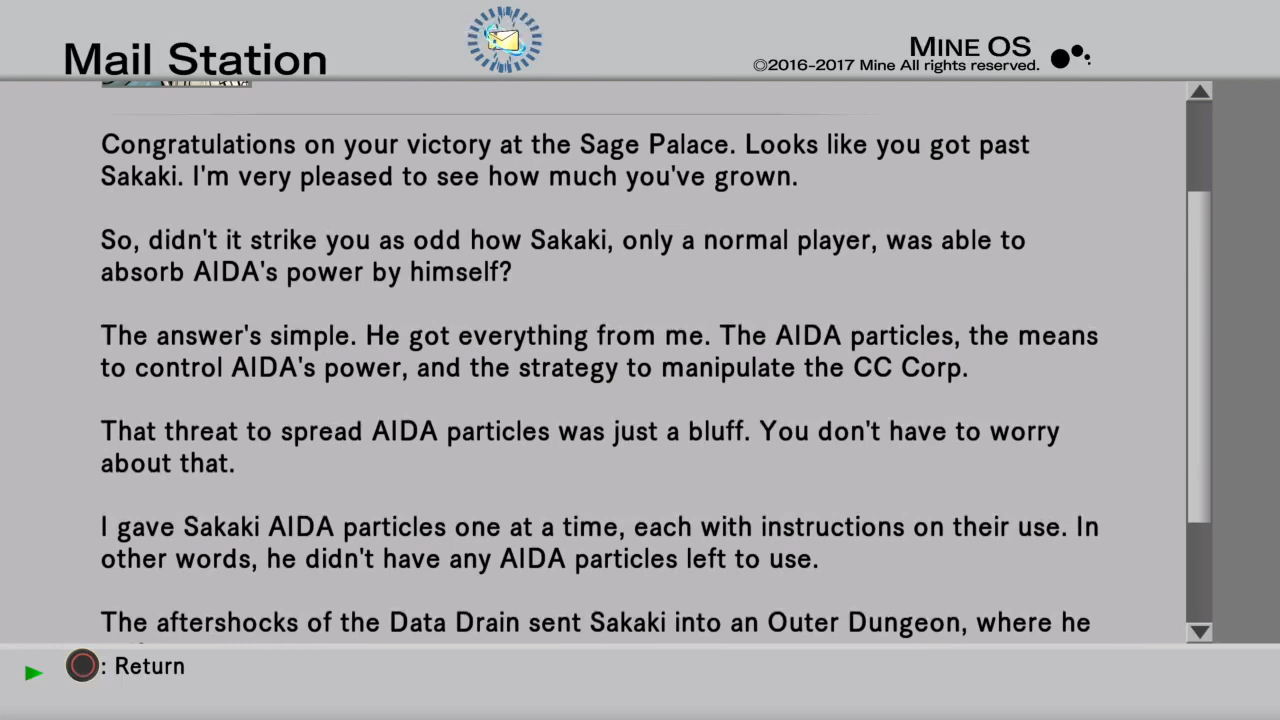 Mail Station
MINE OS
©2016-2017 Mine All rights reserved.
Congratulations on your victory at the Sage Palace. Looks like you got past
Sakaki. I'm very pleased to see how much you've grown.
So, didn't it strike you as odd how Sakaki, only a normal player, was able to
absorb AIDA's power by himself?
The answer's simple. He got everything from me. The AIDA particles, the means
to control AIDA's power, and the strategy to manipulate the CC Corp.
That threat to spread AIDA particles was just a bluff. You don't have to worry
about that.
I gave Sakaki AIDA particles one at a time, each with instructions on their use. In
other words, he didn't have any AIDA particles left to use.
The aftershocks of the Data Drain sent Sakaki into an Outer Dungeon, where he
: Return